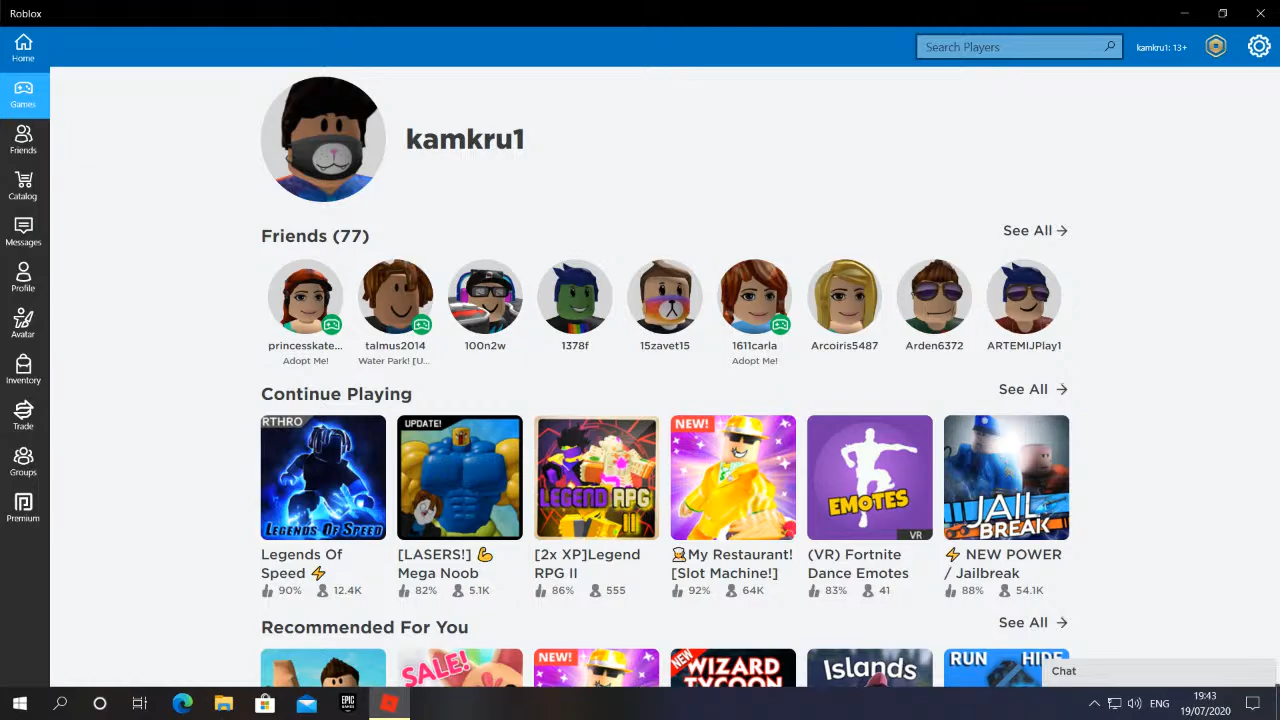 Roblox
Home
Search Players
kamkru1: 13+
Games
Friends
Catalog
Messages
Profile
Avatar
Inventory
Trade
Groups
Premium
kamkru1
Friends (77)
See All
princesskate...
Adopt Me!
talmus2014
Water Park! [U...
100n2w
1378f
15zavet15
1611carla
Adopt Me!
Arcoiris5487
Arden6372
ARTEMIJPlay1
Continue Playing
See All
RTHRO
LEGENDS OF SPEED
UPDATE!
LEGEND RPG
II
NEW!
EMOTES
VR
JAIL
BREAK
Legends Of
Speed ⚡
90% 12.4K
[LASERS!] 💪
Mega Noob
82% 5.1K
[2x XP]Legend
RPG II
86% 555
My Restaurant!
[Slot Machine!]
92% 64K
(VR) Fortnite
Dance Emotes
83% 41
⚡ NEW POWER
/ Jailbreak
88% 54.1K
Recommended For You
See All
SALE!
NEW!
NEW
WIZARD
TYCOON
Islands
RUN HIDE
Chat
EPIC
GAMES
ENG
19:43
19/07/2020